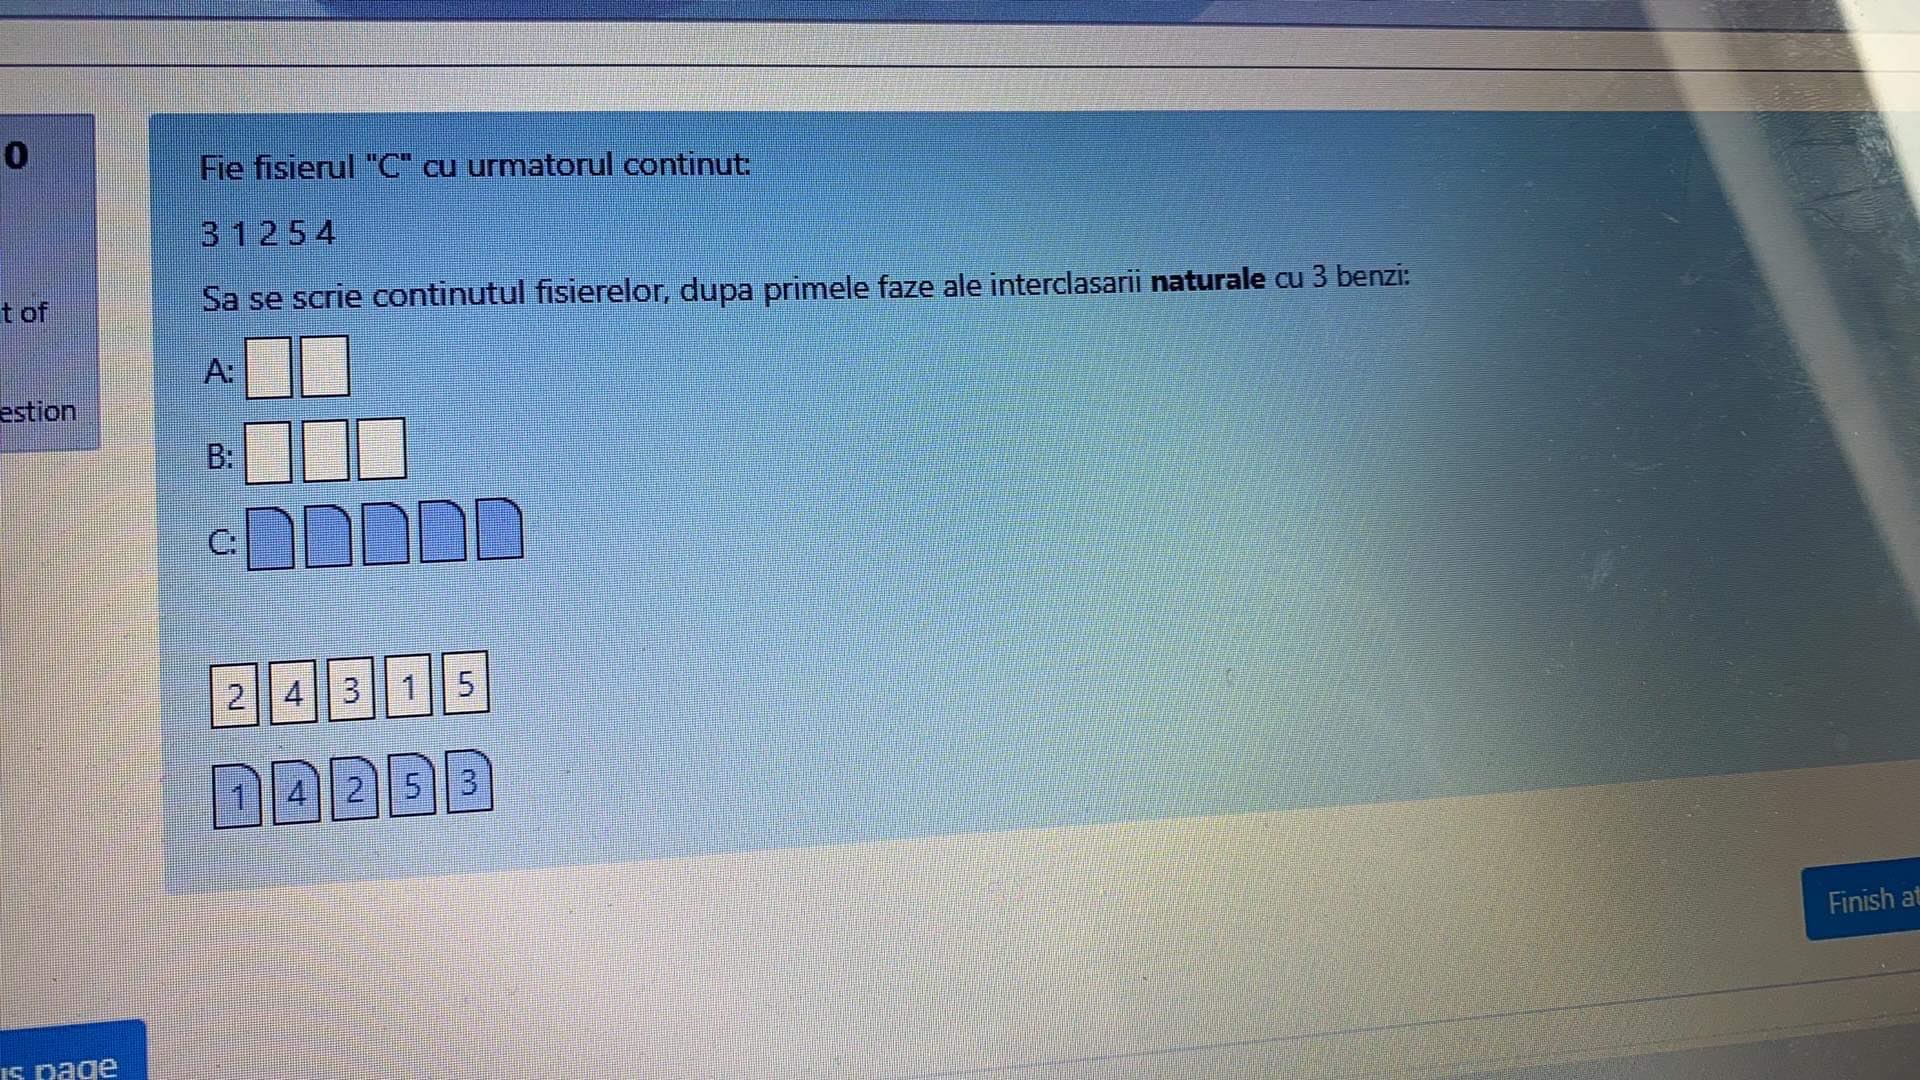 0
t of
estion
Fie fisierul "C" cu urmatorul continut:
3 1 2 5 4
Sa se scrie continutul fisierelor, dupa primele faze ale interclasarii naturale cu 3 benzi:
A:
B:
C:
2 4 3 1 5
1 4 2 5 3
Finish at
is page